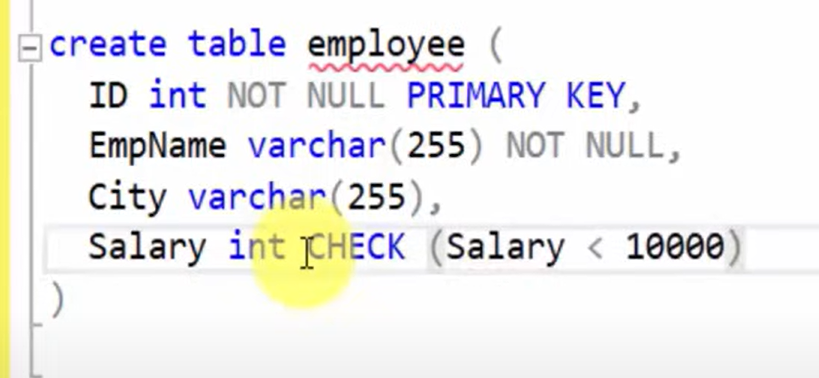 create table employee (
ID int NOT NULL PRIMARY KEY,
EmpName varchar(255) NOT NULL,
City varchar(255),
Salary int CHECK (Salary < 10000)
)